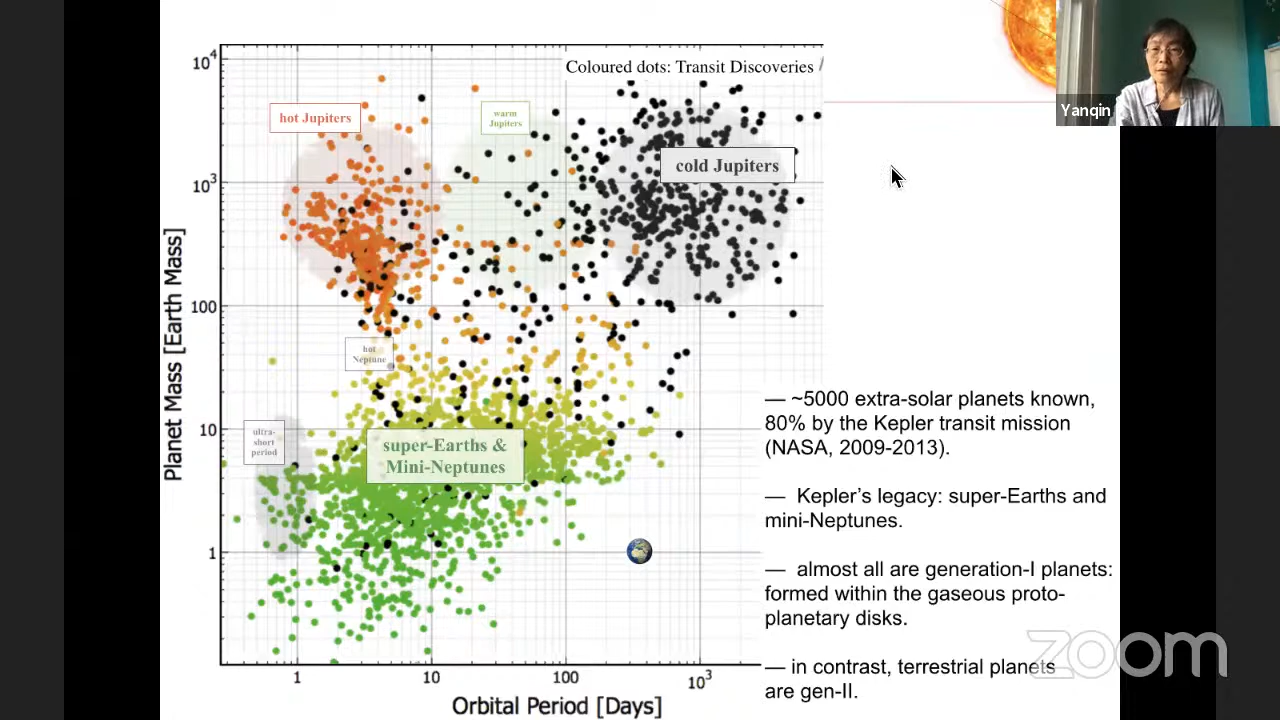 Coloured dots: Transit Discoveries /
Yanqin
10⁴
hot Jupiters
warm
Jupiters
cold Jupiters
10³
Planet Mass [Earth Mass]
100
hot
Neptune
10
ultra-
short
period
super-Earths &
Mini-Neptunes
1
1
10
100
10³
Orbital Period [Days]
— ~5000 extra-solar planets known,
80% by the Kepler transit mission
(NASA, 2009-2013).
— Kepler’s legacy: super-Earths and
mini-Neptunes.
— almost all are generation-I planets:
formed within the gaseous proto-
planetary disks.
— in contrast, terrestrial planets
are gen-II.
zoom